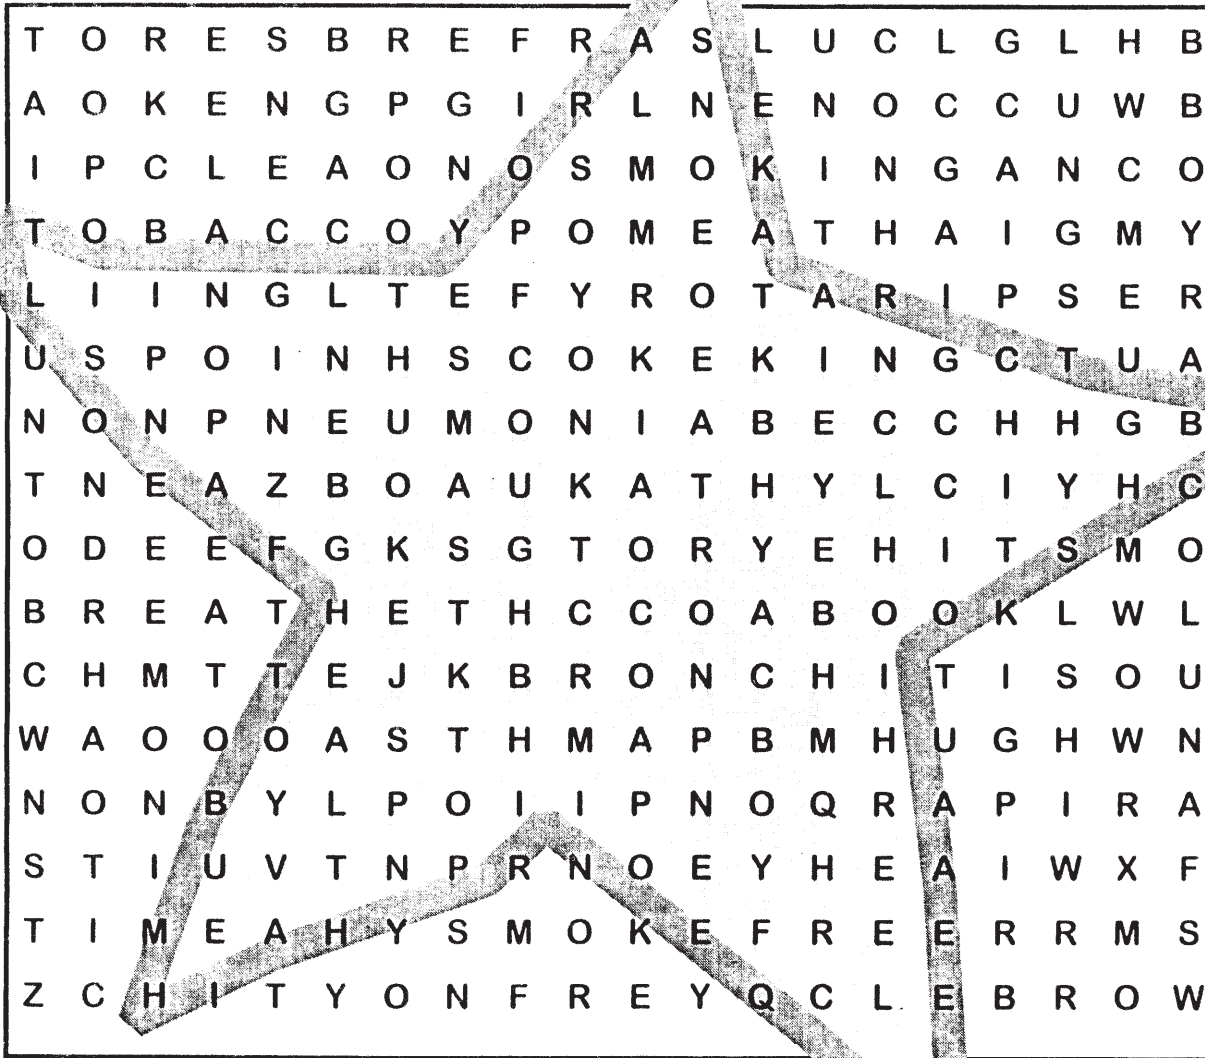 T O R E S B R E F R A S L U C L G L H B
A O K E N G P G I R L N E N O C C U W B
I P C L E A O N O S M O K I N G A N C O
T O B A C C O Y P O M E A T H A I G M Y
L I I N G L T E F Y R O T A R I P S E R
U S P O I N H S C O K E K I N G C T U A
N O N P N E U M O N I A B E C C H H G B
T N E A Z B O A U K A T H Y L C I Y H C
O D E E F G K S G T O R Y E H I T S M O
B R E A T H E T H C C O A B O O K L W L
C H M T T E J K B R O N C H I T I S O U
W A O O O A S T H M A P B M H U G H W N
N O N B Y L P O I I P N O Q R A P I R A
S T I U V T N P R N O E Y H E A I W X F
T I M E A H Y S M O K E F R E E R R M S
Z C H I T Y O N F R E Y Q C L E B R O W